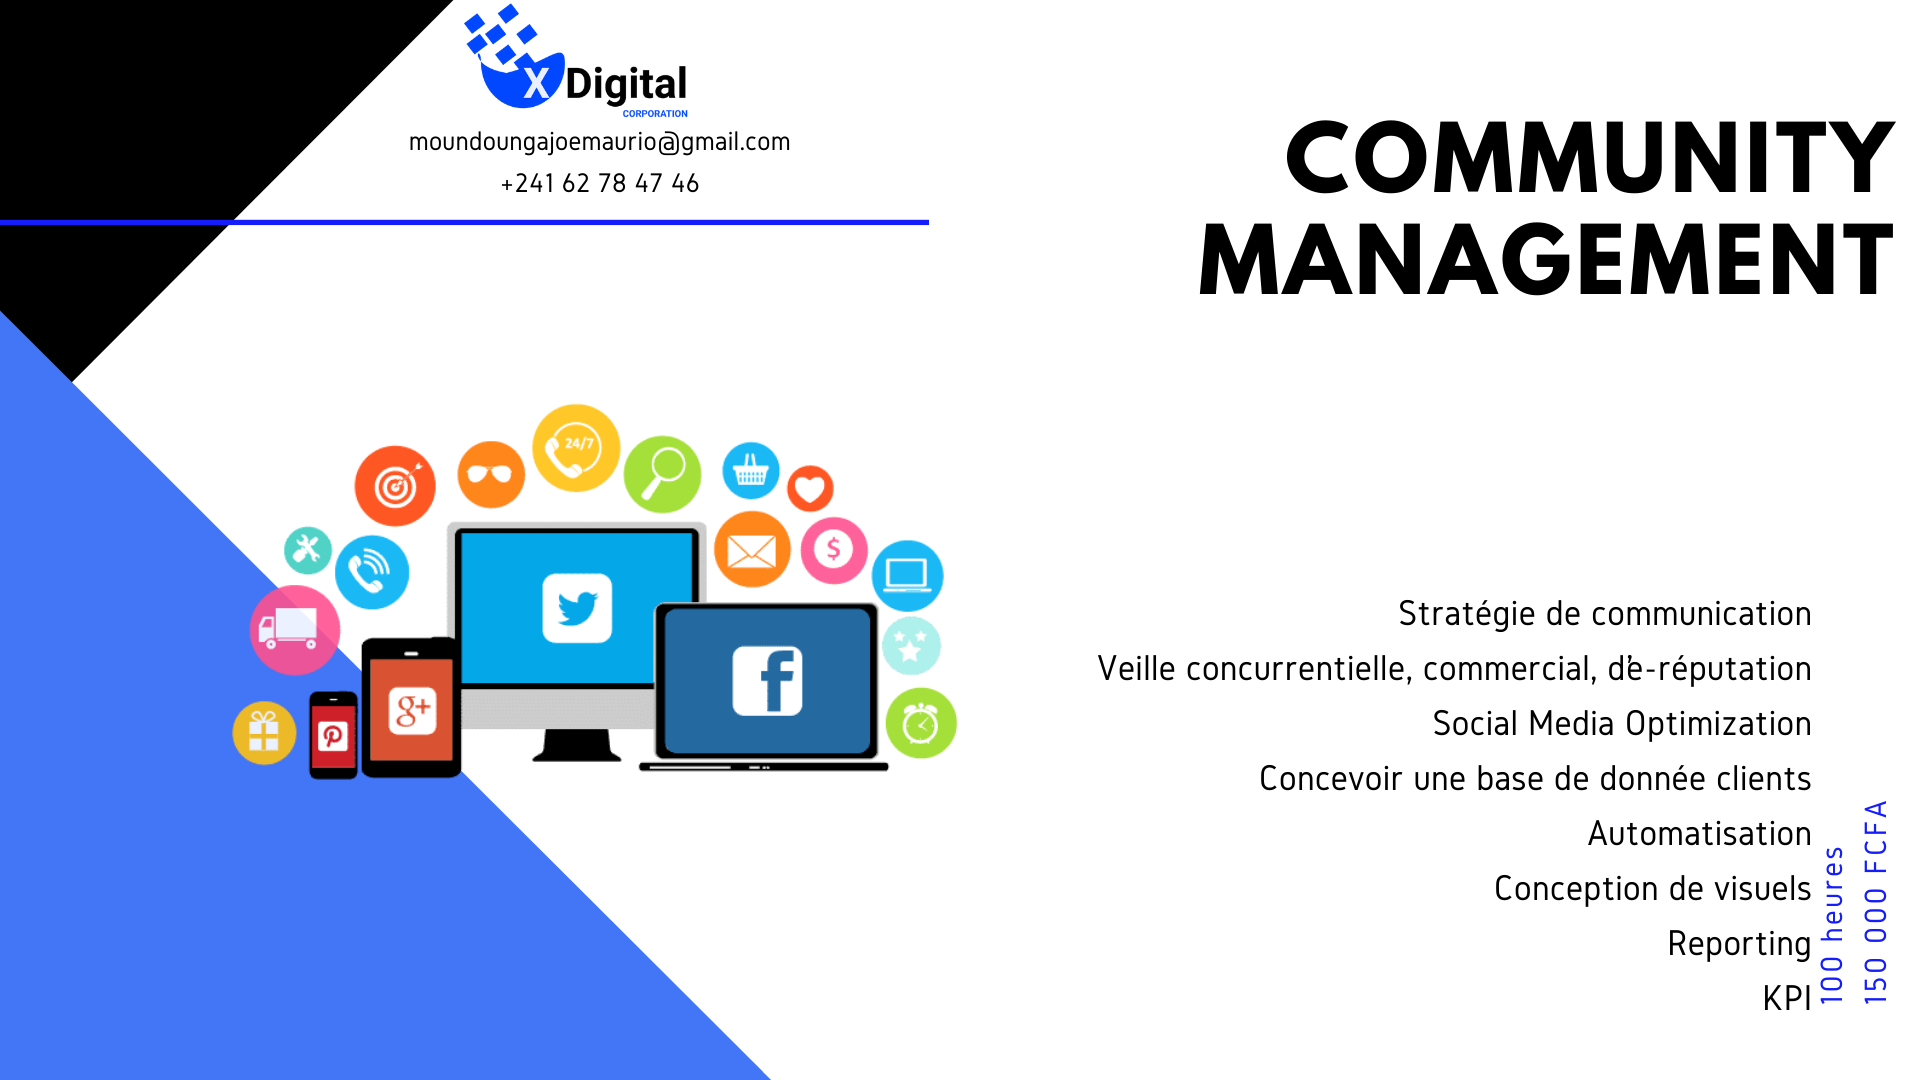 X Digital
CORPORATION
moundoungajoemaurio@gmail.com
+241 62 78 47 46
COMMUNITY
MANAGEMENT
24/7
$
g+
f
Stratégie de communication
Veille concurrentielle, commercial, d'e-réputation
Social Media Optimization
Concevoir une base de donnée clients
Automatisation
Conception de visuels
Reporting
KPI
100 heures
150 000 FCFA